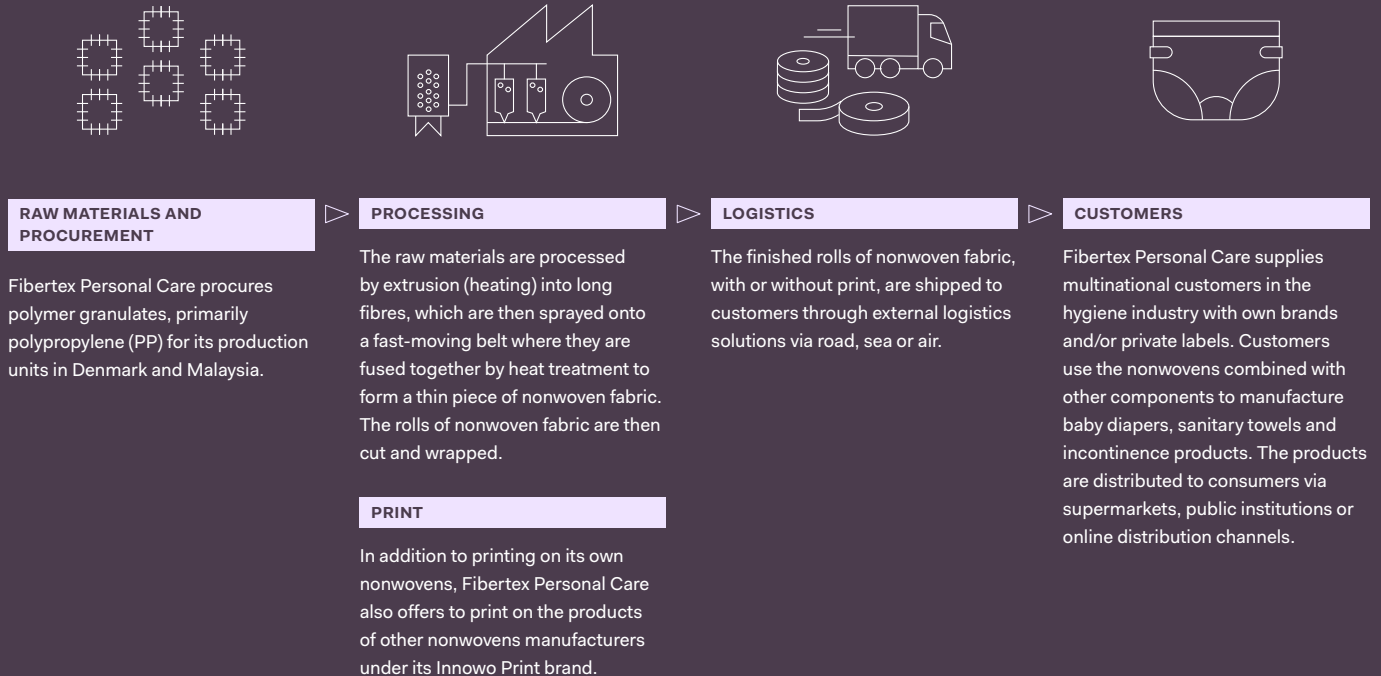 RAW MATERIALS AND
PROCUREMENT
Fibertex Personal Care procures
polymer granulates, primarily
polypropylene (PP) for its production
units in Denmark and Malaysia.
PROCESSING
The raw materials are processed
by extrusion (heating) into long
fibres, which are then sprayed onto
a fast-moving belt where they are
fused together by heat treatment to
form a thin piece of nonwoven fabric.
The rolls of nonwoven fabric are then
cut and wrapped.
PRINT
In addition to printing on its own
nonwovens, Fibertex Personal Care
also offers to print on the products
of other nonwovens manufacturers
under its Innowo Print brand.
LOGISTICS
The finished rolls of nonwoven fabric,
with or without print, are shipped to
customers through external logistics
solutions via road, sea or air.
CUSTOMERS
Fibertex Personal Care supplies
multinational customers in the
hygiene industry with own brands
and/or private labels. Customers
use the nonwovens combined with
other components to manufacture
baby diapers, sanitary towels and
incontinence products. The products
are distributed to consumers via
supermarkets, public institutions or
online distribution channels.